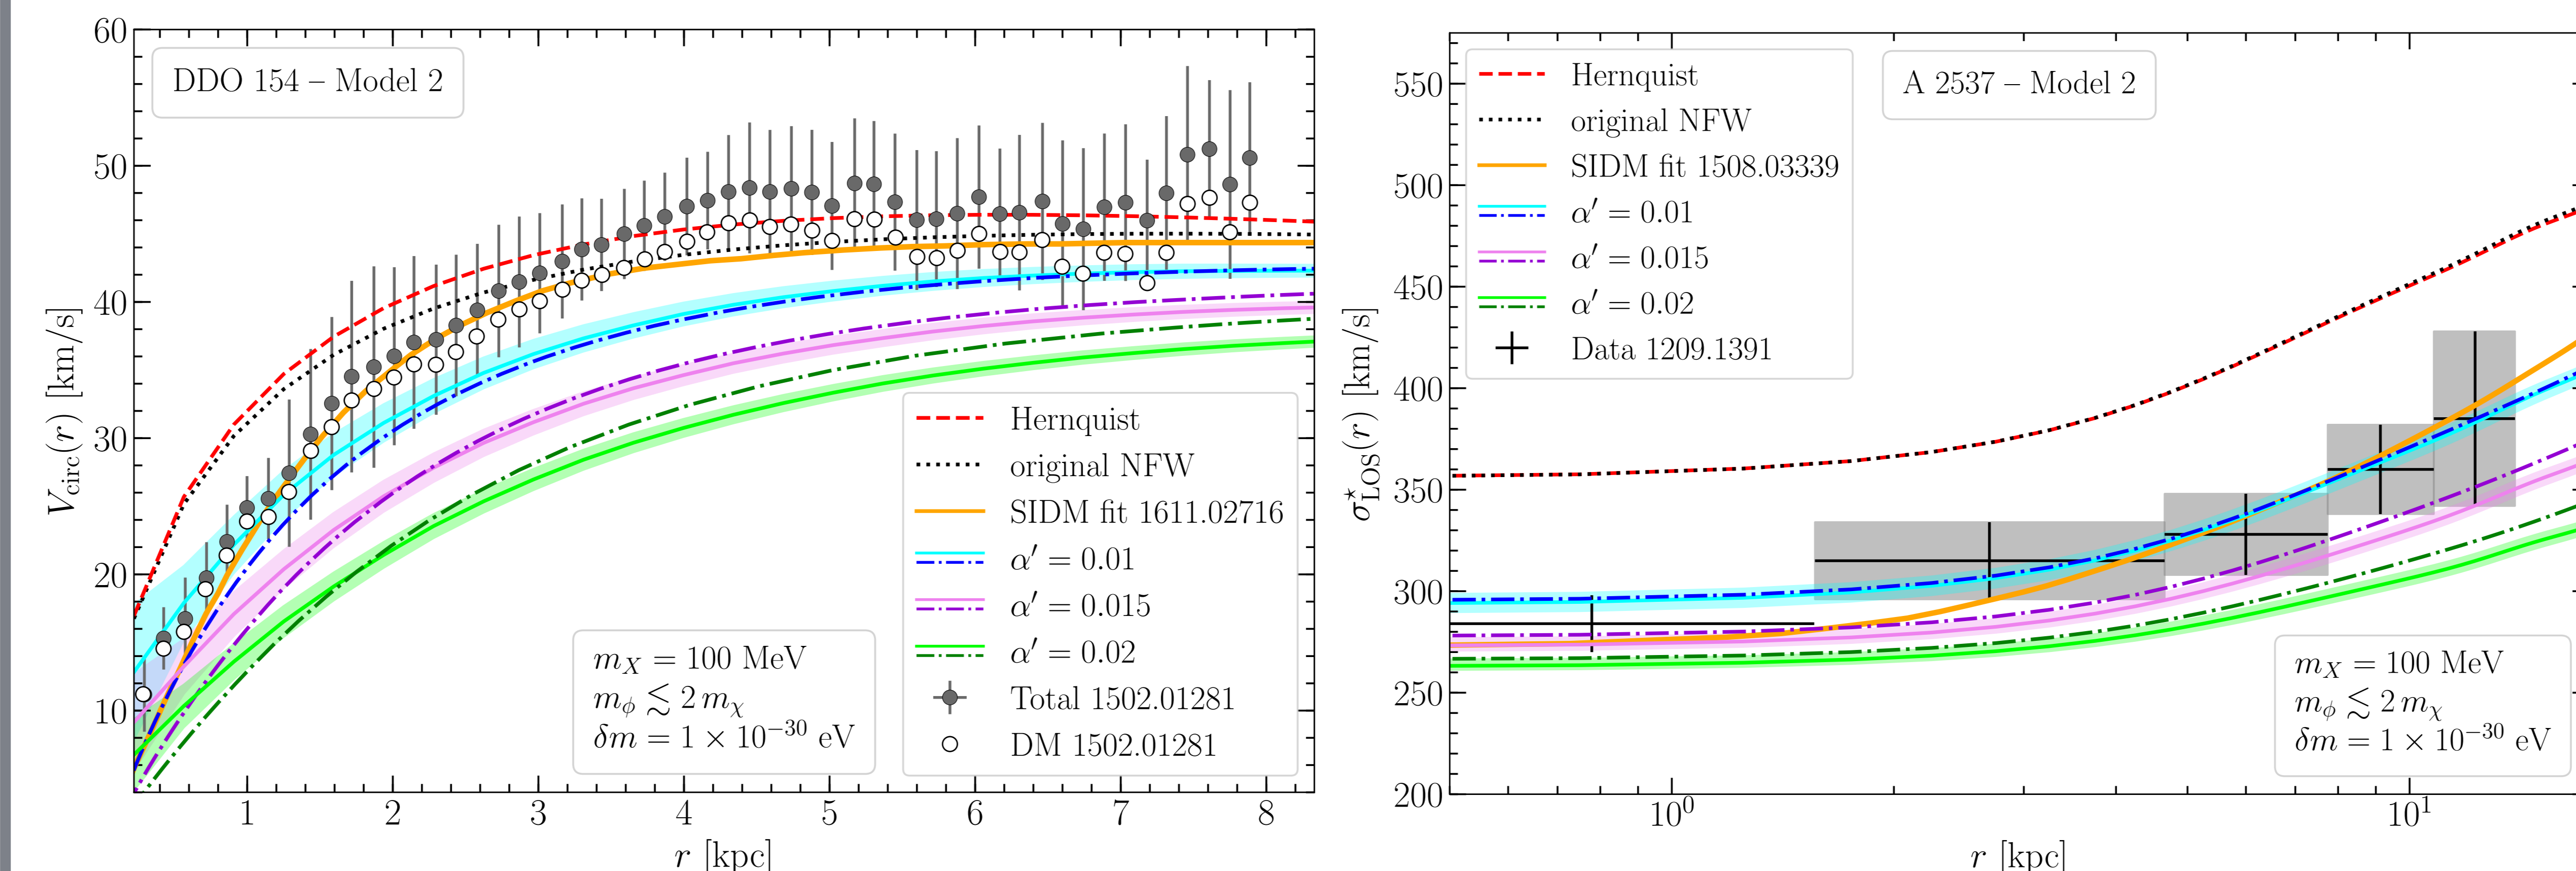 DDO 154 – Model 2
V_circ(r) [km/s]
60
50
40
30
20
10
1 2 3 4 5 6 7 8
r [kpc]
Hernquist
original NFW
SIDM fit 1611.02716
α′ = 0.01
α′ = 0.015
α′ = 0.02
Total 1502.01281
DM 1502.01281
m_X = 100 MeV
m_ϕ ≲ 2 m_χ
δm = 1 × 10⁻³⁰ eV
A 2537 – Model 2
σ*_LOS(r) [km/s]
550
500
450
400
350
300
250
200
10⁰ 10¹
r [kpc]
Hernquist
original NFW
SIDM fit 1508.03339
α′ = 0.01
α′ = 0.015
α′ = 0.02
Data 1209.1391
m_X = 100 MeV
m_ϕ ≲ 2 m_χ
δm = 1 × 10⁻³⁰ eV